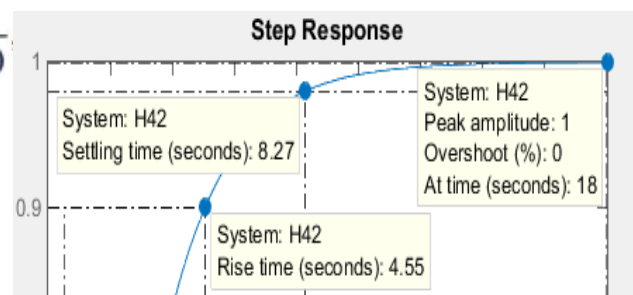 Step Response
1
System: H42
Peak amplitude: 1
Overshoot (%): 0
At time (seconds): 18
System: H42
Settling time (seconds): 8.27
0.9
System: H42
Rise time (seconds): 4.55